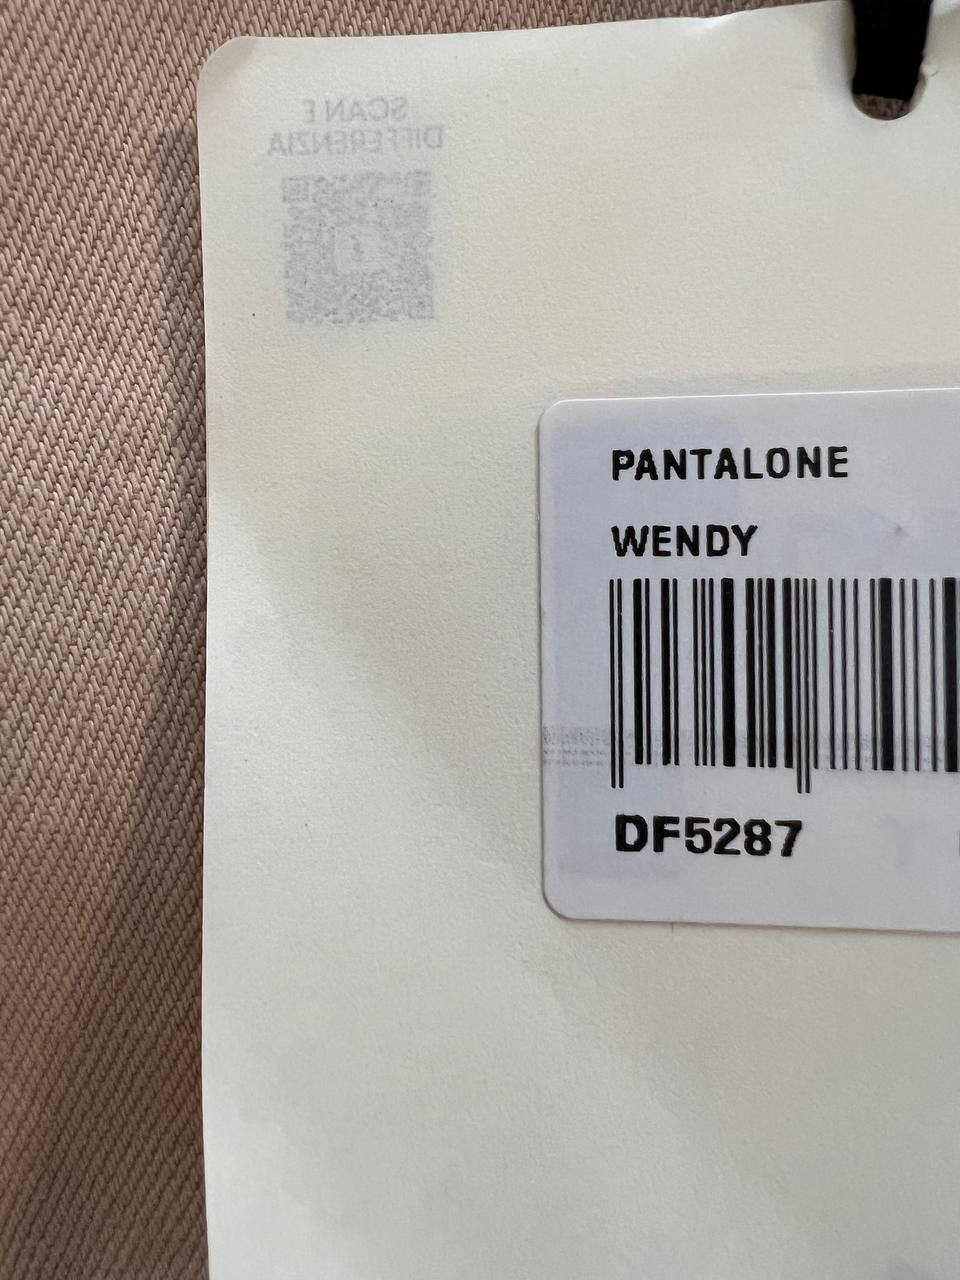 SCAN E
DIFFERENZIA
PANTALONE
WENDY
DF5287